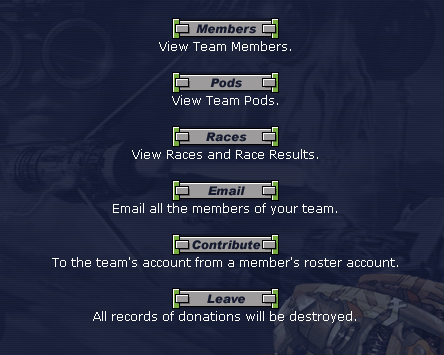 Members
View Team Members.
Pods
View Team Pods.
Races
View Races and Race Results.
Email
Email all the members of your team.
Contribute
To the team's account from a member's roster account.
Leave
All records of donations will be destroyed.